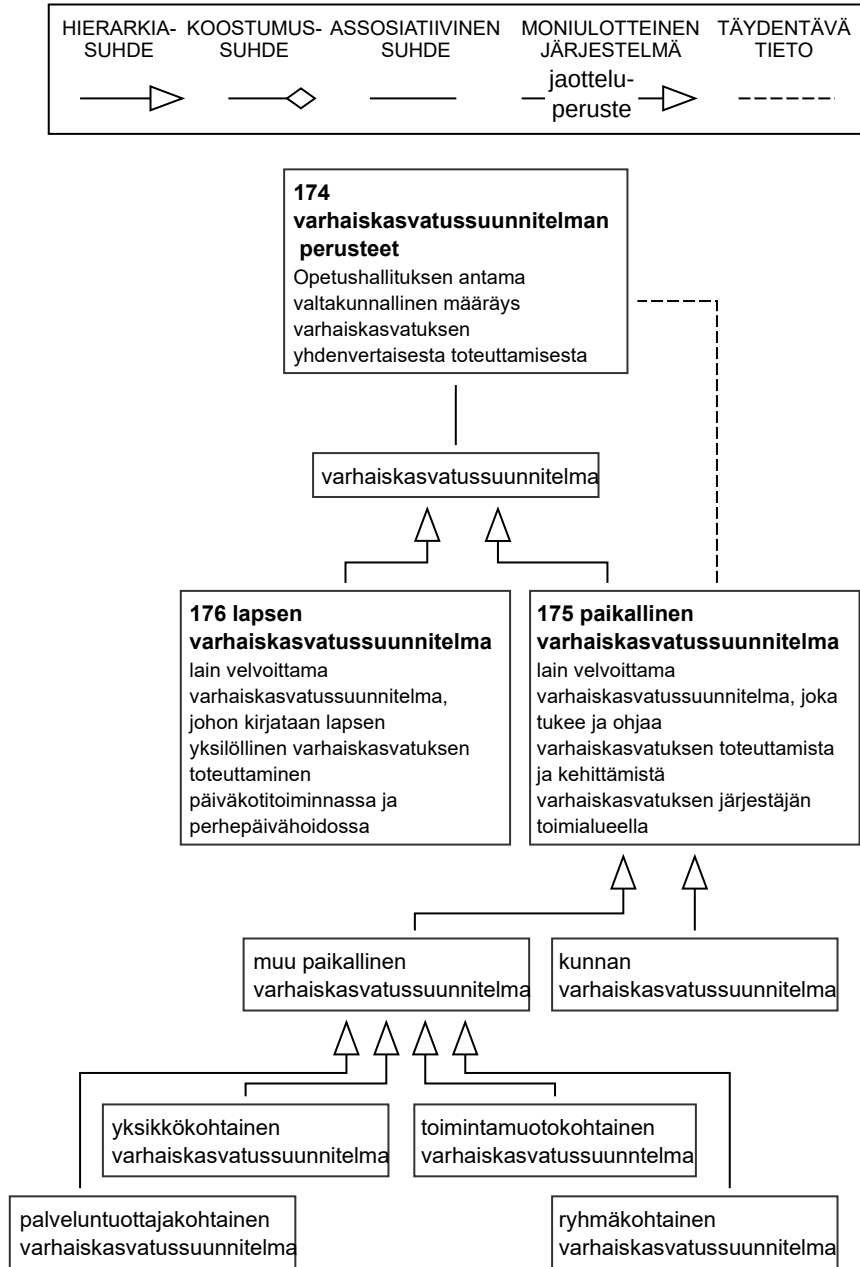 HIERARKIA-
SUHDE
KOOSTUMUS-
SUHDE
ASSOSIATIIVINEN
SUHDE
MONIULOTTEINEN
JÄRJESTELMÄ
jaottelu-
peruste
TÄYDENTÄVÄ
TIETO
174
varhaiskasvatussuunnitelman
perusteet
Opetushallituksen antama
valtakunnallinen määräys
varhaiskasvatuksen
yhdenvertaisesta toteuttamisesta
varhaiskasvatussuunnitelma
176 lapsen
varhaiskasvatussuunnitelma
lain velvoittama
varhaiskasvatussuunnitelma,
johon kirjataan lapsen
yksilöllinen varhaiskasvatuksen
toteuttaminen
päiväkotitoiminnassa ja
perhepäivähoidossa
175 paikallinen
varhaiskasvatussuunnitelma
lain velvoittama
varhaiskasvatussuunnitelma, joka
tukee ja ohjaa
varhaiskasvatuksen toteuttamista
ja kehittämistä
varhaiskasvatuksen järjestäjän
toimialueella
muu paikallinen
varhaiskasvatussuunnitelma
kunnan
varhaiskasvatussuunnitelma
yksikkökohtainen
varhaiskasvatussuunnitelma
toimintamuotokohtainen
varhaiskasvatussuunntelma
palveluntuottajakohtainen
varhaiskasvatussuunnitelma
ryhmäkohtainen
varhaiskasvatussuunnitelma